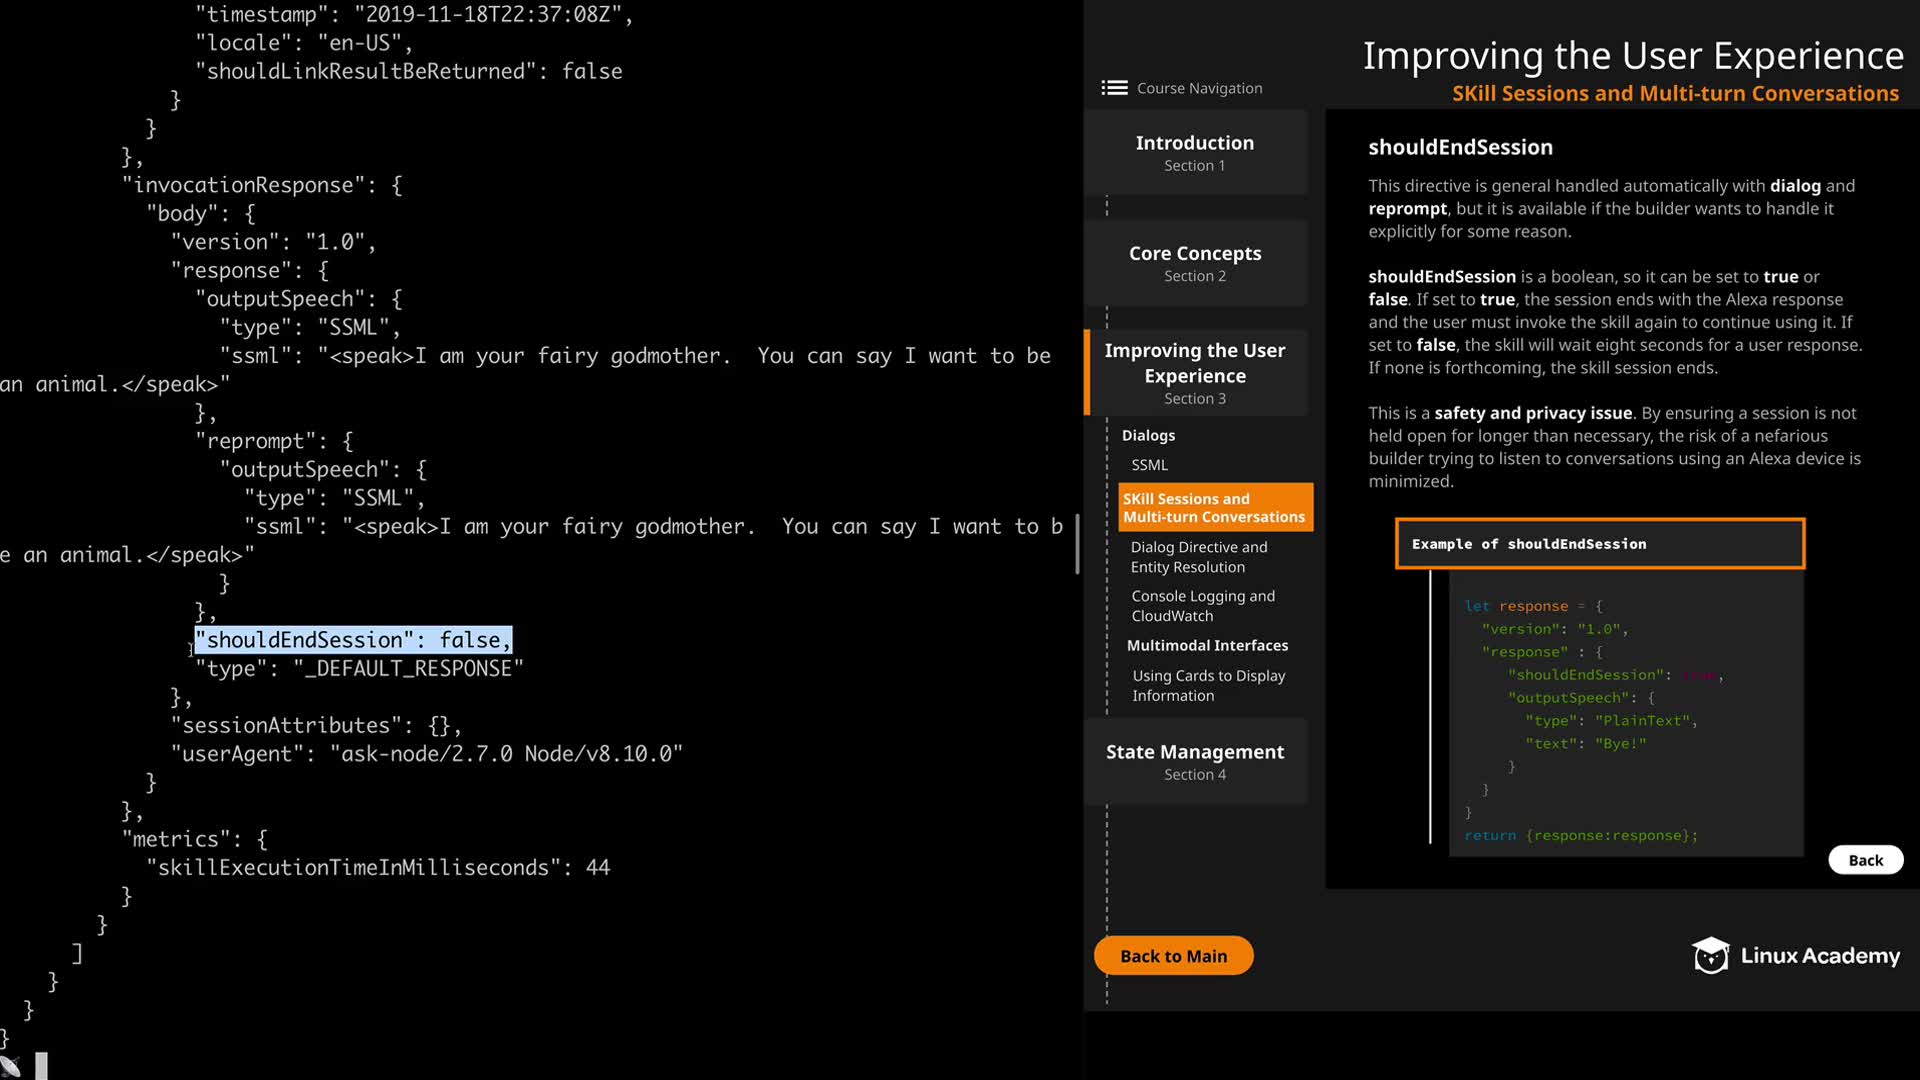 "timestamp": "2019-11-18T22:37:08Z",
"locale": "en-US",
"shouldLinkResultBeReturned": false
}
}
},
"invocationResponse": {
"body": {
"version": "1.0",
"response": {
"outputSpeech": {
"type": "SSML",
"ssml": "<speak>I am your fairy godmother.  You can say I want to be
an animal.</speak>"
},
"reprompt": {
"outputSpeech": {
"type": "SSML",
"ssml": "<speak>I am your fairy godmother.  You can say I want to b
e an animal.</speak>"
}
},
"shouldEndSession": false,
"type": "_DEFAULT_RESPONSE"
},
"sessionAttributes": {},
"userAgent": "ask-node/2.7.0 Node/v8.10.0"
}
},
"metrics": {
"skillExecutionTimeInMilliseconds": 44
}
}
]
}
}
}
Improving the User Experience
SKill Sessions and Multi-turn Conversations
Course Navigation
Introduction
Section 1
Core Concepts
Section 2
Improving the User
Experience
Section 3
Dialogs
SSML
SKill Sessions and
Multi-turn Conversations
Dialog Directive and
Entity Resolution
Console Logging and
CloudWatch
Multimodal Interfaces
Using Cards to Display
Information
State Management
Section 4
Back to Main
shouldEndSession
This directive is general handled automatically with dialog and
reprompt, but it is available if the builder wants to handle it
explicitly for some reason.
shouldEndSession is a boolean, so it can be set to true or
false. If set to true, the session ends with the Alexa response
and the user must invoke the skill again to continue using it. If
set to false, the skill will wait eight seconds for a user response.
If none is forthcoming, the skill session ends.
This is a safety and privacy issue. By ensuring a session is not
held open for longer than necessary, the risk of a nefarious
builder trying to listen to conversations using an Alexa device is
minimized.
Example of shouldEndSession
let response = {
"version": "1.0",
"response" : {
"shouldEndSession": true,
"outputSpeech": {
"type": "PlainText",
"text": "Bye!"
}
}
}
return {response:response};
Back
Linux Academy